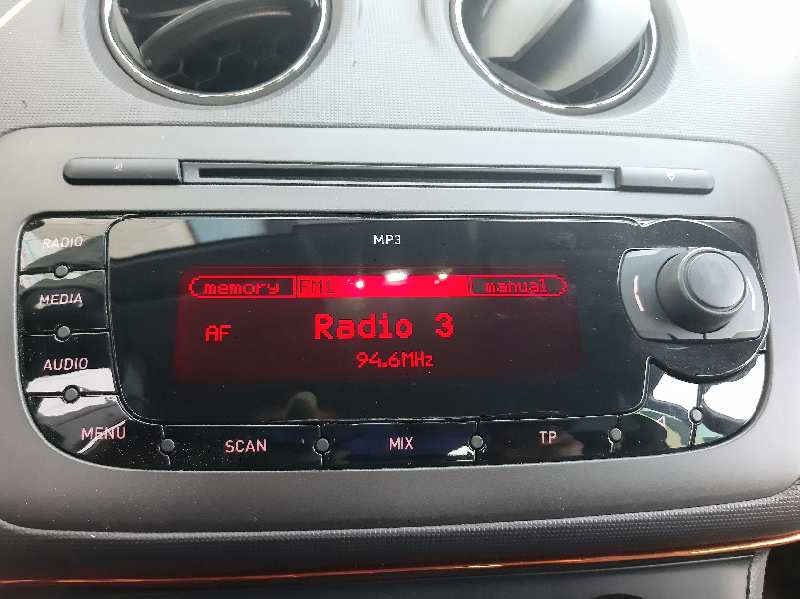 RADIO
MP3
MEDIA
memory FM1 manual
AF Radio 3
94.6MHz
AUDIO
MENU SCAN MIX TP